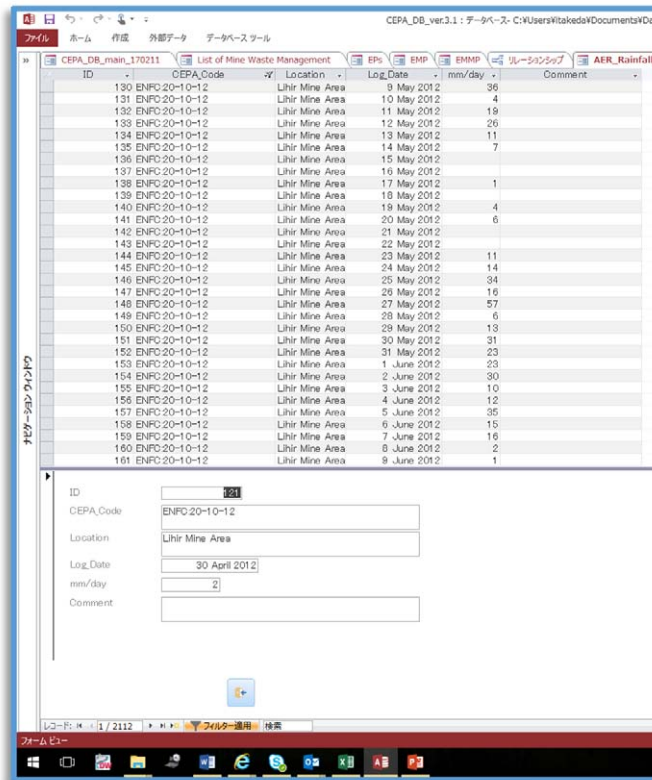 CEPA_DB_ver.3.1 : データベース- C:¥Users¥itakeda¥Documents¥Da
ファイル ホーム 作成 外部データ データベース ツール
CEPA_DB_main_170211 List of Mine Waste Management EPs EMP EMMP リレーションシップ AER_Rainfall
ID CEPA_Code Location Log_Date mm/day Comment
130 ENFC:20-10-12 Lihir Mine Area 9 May 2012 36
131 ENFC:20-10-12 Lihir Mine Area 10 May 2012 4
132 ENFC:20-10-12 Lihir Mine Area 11 May 2012 19
133 ENFC:20-10-12 Lihir Mine Area 12 May 2012 26
134 ENFC:20-10-12 Lihir Mine Area 13 May 2012 11
135 ENFC:20-10-12 Lihir Mine Area 14 May 2012 7
136 ENFC:20-10-12 Lihir Mine Area 15 May 2012
137 ENFC:20-10-12 Lihir Mine Area 16 May 2012
138 ENFC:20-10-12 Lihir Mine Area 17 May 2012 1
139 ENFC:20-10-12 Lihir Mine Area 18 May 2012
140 ENFC:20-10-12 Lihir Mine Area 19 May 2012 4
141 ENFC:20-10-12 Lihir Mine Area 20 May 2012 6
142 ENFC:20-10-12 Lihir Mine Area 21 May 2012
143 ENFC:20-10-12 Lihir Mine Area 22 May 2012
144 ENFC:20-10-12 Lihir Mine Area 23 May 2012 11
145 ENFC:20-10-12 Lihir Mine Area 24 May 2012 14
146 ENFC:20-10-12 Lihir Mine Area 25 May 2012 34
147 ENFC:20-10-12 Lihir Mine Area 26 May 2012 16
148 ENFC:20-10-12 Lihir Mine Area 27 May 2012 57
149 ENFC:20-10-12 Lihir Mine Area 28 May 2012 6
150 ENFC:20-10-12 Lihir Mine Area 29 May 2012 13
151 ENFC:20-10-12 Lihir Mine Area 30 May 2012 31
152 ENFC:20-10-12 Lihir Mine Area 31 May 2012 23
153 ENFC:20-10-12 Lihir Mine Area 1 June 2012 23
154 ENFC:20-10-12 Lihir Mine Area 2 June 2012 30
155 ENFC:20-10-12 Lihir Mine Area 3 June 2012 10
156 ENFC:20-10-12 Lihir Mine Area 4 June 2012 12
157 ENFC:20-10-12 Lihir Mine Area 5 June 2012 35
158 ENFC:20-10-12 Lihir Mine Area 6 June 2012 15
159 ENFC:20-10-12 Lihir Mine Area 7 June 2012 16
160 ENFC:20-10-12 Lihir Mine Area 8 June 2012 2
161 ENFC:20-10-12 Lihir Mine Area 9 June 2012 1
ナビゲーション ウィンドウ
ID 121
CEPA_Code ENFC:20-10-12
Location Lihir Mine Area
Log_Date 30 April 2012
mm/day 2
Comment
レコード: 1 / 2112 フィルター適用 検索
フォーム ビュー